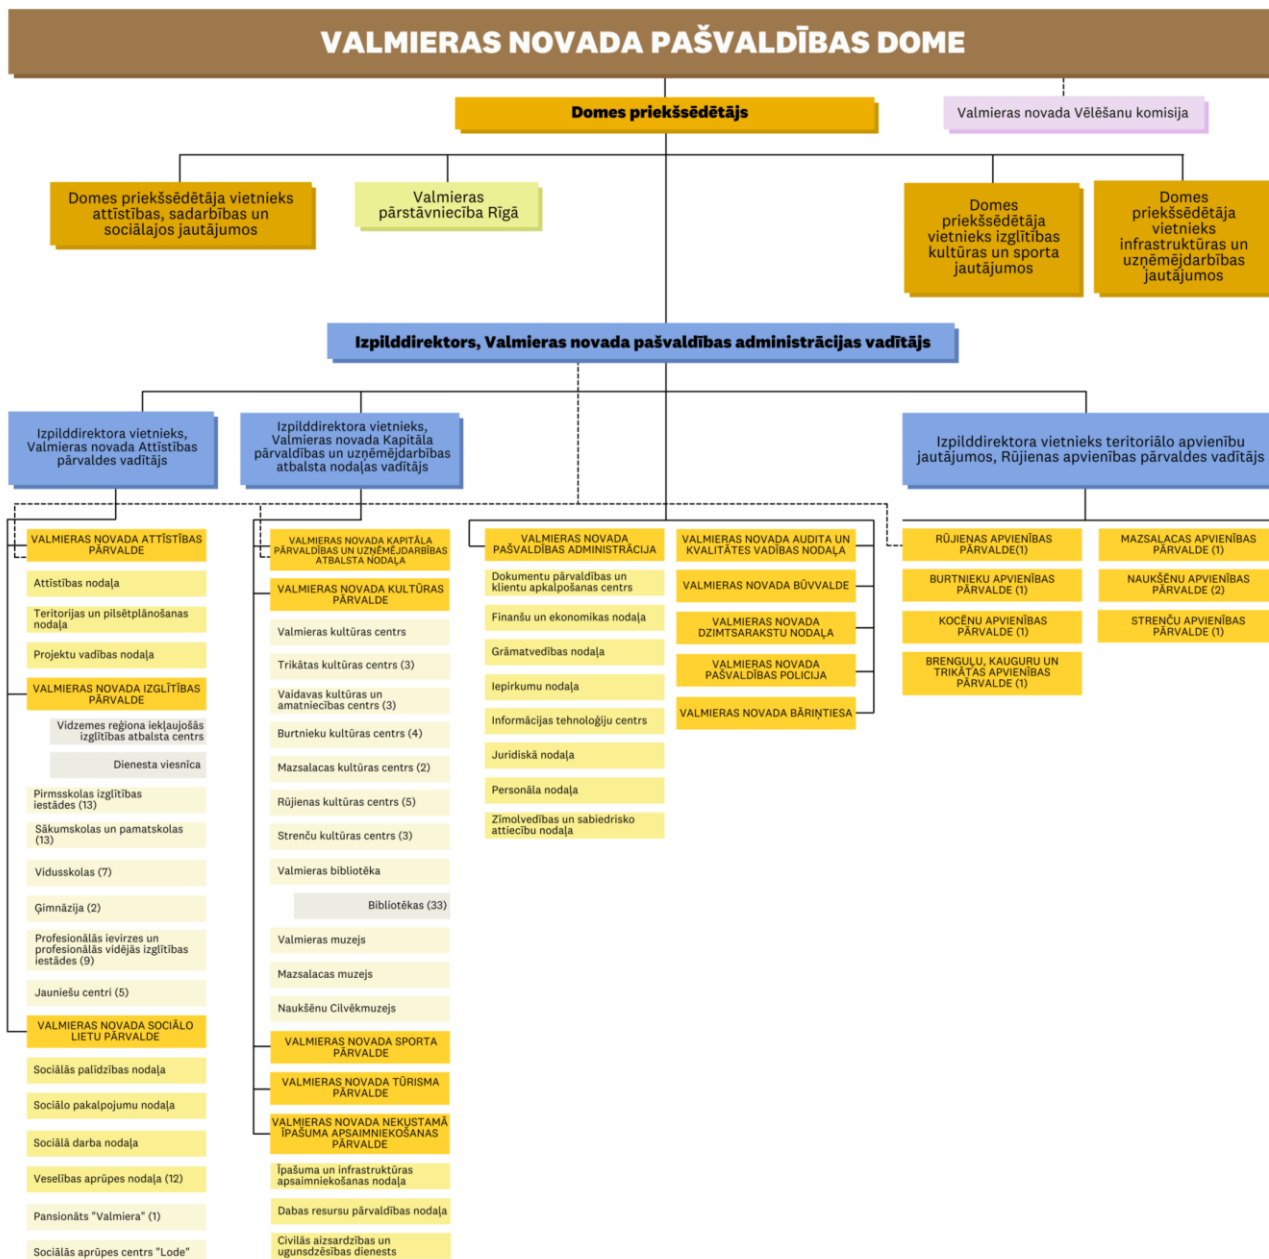 VALMIERAS NOVADA PAŠVALDĪBAS DOME
Domes priekšsēdētājs
Valmieras novada Vēlēšanu komisija
Domes priekšsēdētāja vietnieks
attīstības, sadarbības un
sociālajos jautājumos
Valmieras
pārstāvniecība Rīgā
Domes
priekšsēdētāja
vietnieks izglītības
kultūras un sporta
jautājumos
Domes
priekšsēdētāja
vietnieks
infrastruktūras un
uzņēmējdarbības
jautājumos
Izpilddirektors, Valmieras novada pašvaldības administrācijas vadītājs
Izpilddirektora vietnieks,
Valmieras novada Attīstības
pārvaldes vadītājs
Izpilddirektora vietnieks,
Valmieras novada Kapitāla
pārvaldības un uzņēmējdarbības
atbalsta nodaļas vadītājs
Izpilddirektora vietnieks teritoriālo apvienību
jautājumos, Rūjienas apvienības pārvaldes vadītājs
VALMIERAS NOVADA ATTĪSTĪBAS
PĀRVALDE
Attīstības nodaļa
Teritorijas un pilsētplānošanas
nodaļa
Projektu vadības nodaļa
VALMIERAS NOVADA IZGLĪTĪBAS
PĀRVALDE
Vidzemes reģiona iekļaujošās
izglītības atbalsta centrs
Dienesta viesnīca
Pirmsskolas izglītības
iestādes (13)
Sākumskolas un pamatskolas
(13)
Vidusskolas (7)
Ģimnāzija (2)
Profesionālās ievirzes un
profesionālās vidējās izglītības
iestādes (9)
Jauniešu centri (5)
VALMIERAS NOVADA SOCIĀLO
LIETU PĀRVALDE
Sociālās palīdzības nodaļa
Sociālo pakalpojumu nodaļa
Sociālā darba nodaļa
Veselības aprūpes nodaļa (12)
Pansionāts "Valmiera" (1)
Sociālās aprūpes centrs "Lode"
VALMIERAS NOVADA KAPITĀLA
PĀRVALDĪBAS UN UZŅĒMĒJDARBĪBAS
ATBALSTA NODAĻA
VALMIERAS NOVADA KULTŪRAS
PĀRVALDE
Valmieras kultūras centrs
Trikātas kultūras centrs (3)
Vaidavas kultūras un
amatniecības centrs (3)
Burtnieku kultūras centrs (4)
Mazsalacas kultūras centrs (2)
Rūjienas kultūras centrs (5)
Strenču kultūras centrs (3)
Valmieras bibliotēka
Bibliotēkas (33)
Valmieras muzejs
Mazsalacas muzejs
Naukšēnu Cilvēkmuzejs
VALMIERAS NOVADA SPORTA
PĀRVALDE
VALMIERAS NOVADA TŪRISMA
PĀRVALDE
VALMIERAS NOVADA NEKUSTAMĀ
ĪPAŠUMA APSAIMNIEKOŠANAS
PĀRVALDE
Īpašuma un infrastruktūras
apsaimniekošanas nodaļa
Dabas resursu pārvaldības nodaļa
Civilās aizsardzības un
ugunsdzēsības dienests
VALMIERAS NOVADA
PAŠVALDĪBAS ADMINISTRĀCIJA
Dokumentu pārvaldības un
klientu apkalpošanas centrs
Finanšu un ekonomikas nodaļa
Grāmatvedības nodaļa
Iepirkumu nodaļa
Informācijas tehnoloģiju centrs
Juridiskā nodaļa
Personāla nodaļa
Zīmolvedības un sabiedrisko
attiecību nodaļa
VALMIERAS NOVADA AUDITA UN
KVALITĀTES VADĪBAS NODAĻA
VALMIERAS NOVADA BŪVVALDE
VALMIERAS NOVADA
DZIMTSARAKSTU NODAĻA
VALMIERAS NOVADA
PAŠVALDĪBAS POLICIJA
VALMIERAS NOVADA BĀRIŅTIESA
RŪJIENAS APVIENĪBAS
PĀRVALDE(1)
BURTNIEKU APVIENĪBAS
PĀRVALDE (1)
KOCĒNU APVIENĪBAS
PĀRVALDE (1)
BRENGUĻU, KAUGURU UN
TRIKĀTAS APVIENĪBAS
PĀRVALDE (1)
MAZSALACAS APVIENĪBAS
PĀRVALDE (1)
NAUKŠĒNU APVIENĪBAS
PĀRVALDE (2)
STRENČU APVIENĪBAS
PĀRVALDE (1)